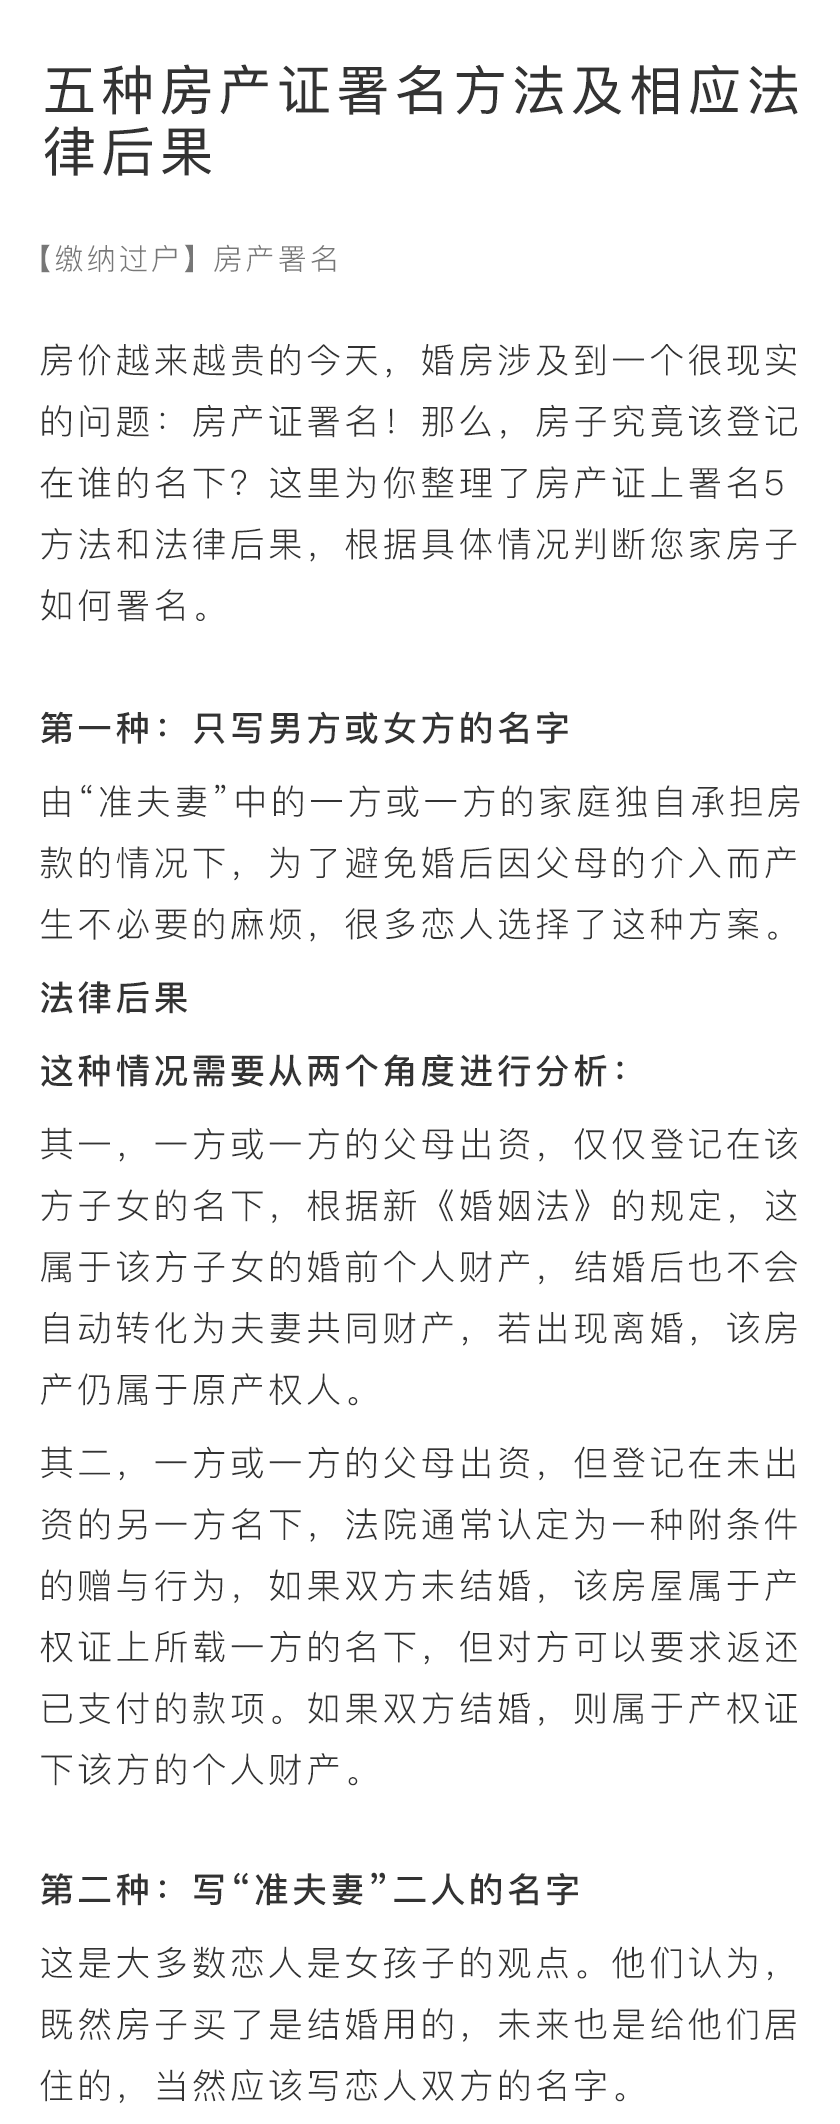 五种房产证署名方法及相应法
律后果
【缴纳过户】房产署名
房价越来越贵的今天，婚房涉及到一个很现实
的问题：房产证署名！那么，房子究竟该登记
在谁的名下？这里为你整理了房产证上署名5
方法和法律后果，根据具体情况判断您家房子
如何署名。
第一种：只写男方或女方的名字
由“准夫妻”中的一方或一方的家庭独自承担房
款的情况下，为了避免婚后因父母的介入而产
生不必要的麻烦，很多恋人选择了这种方案。
法律后果
这种情况需要从两个角度进行分析：
其一，一方或一方的父母出资，仅仅登记在该
方子女的名下，根据新《婚姻法》的规定，这
属于该方子女的婚前个人财产，结婚后也不会
自动转化为夫妻共同财产，若出现离婚，该房
产仍属于原产权人。
其二，一方或一方的父母出资，但登记在未出
资的另一方名下，法院通常认定为一种附条件
的赠与行为，如果双方未结婚，该房屋属于产
权证上所载一方的名下，但对方可以要求返还
已支付的款项。如果双方结婚，则属于产权证
下该方的个人财产。
第二种：写“准夫妻”二人的名字
这是大多数恋人是女孩子的观点。他们认为，
既然房子买了是结婚用的，未来也是给他们居
住的，当然应该写恋人双方的名字。